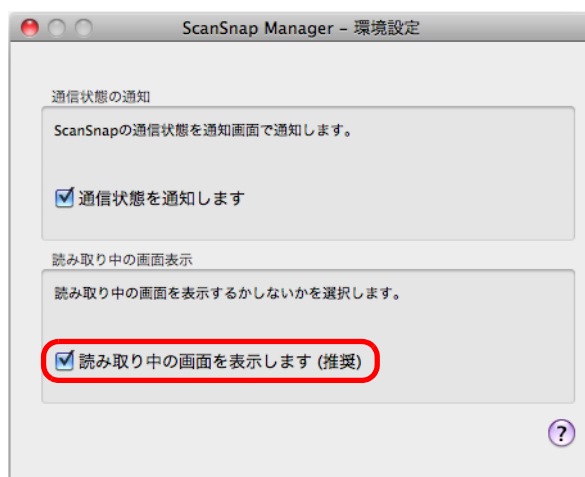 ScanSnap Manager – 環境設定
通信状態の通知
ScanSnapの通信状態を通知画面で通知します。
通信状態を通知します
読み取り中の画面表示
読み取り中の画面を表示するかしないかを選択します。
読み取り中の画面を表示します (推奨)
?